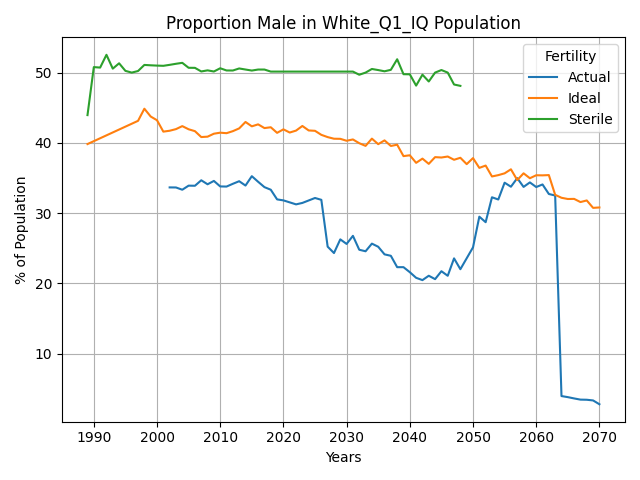 Proportion Male in White_Q1_IQ Population
Fertility
Actual
Ideal
Sterile
% of Population
50
40
30
20
10
1990 2000 2010 2020 2030 2040 2050 2060 2070
Years